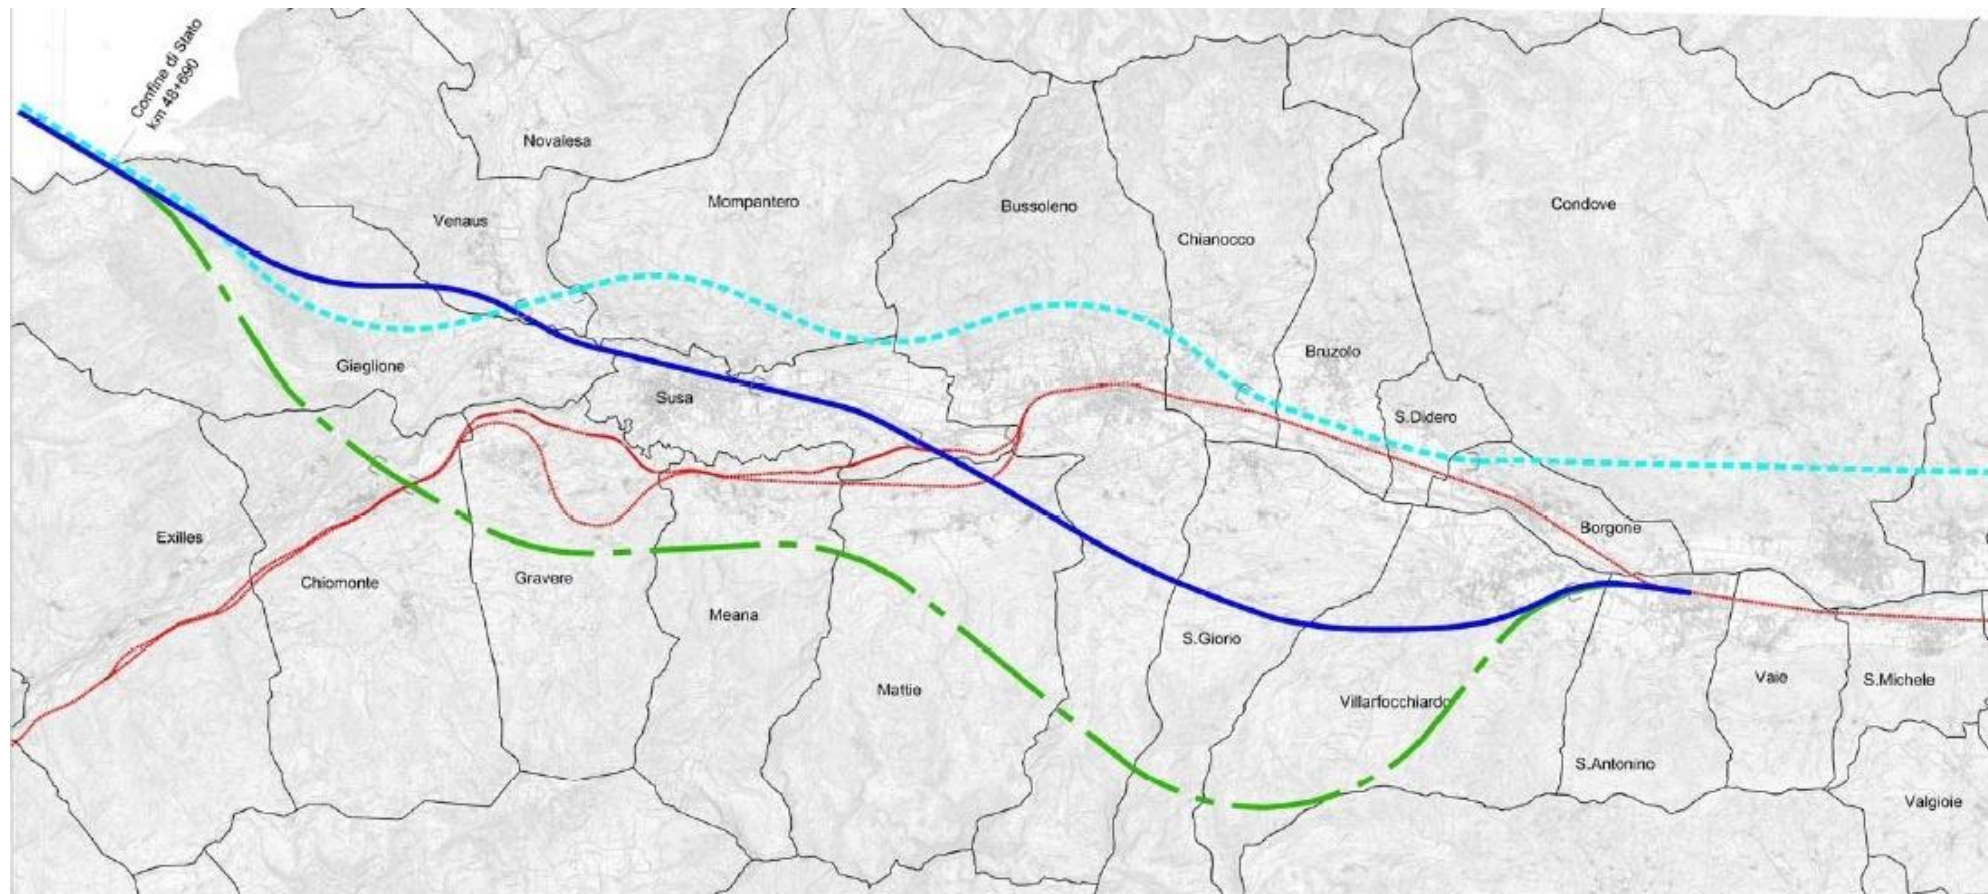 Confine di Stato
km 48+690
Novalesa
Venaus
Mompantero
Bussoleno
Chianocco
Condove
Giaglione
Susa
Bruzolo
S.Didero
Exilles
Chiomonte
Gravere
Meana
Mattie
S.Giorio
Borgone
Villarfocchiardo
S.Antonino
Vaie
S.Michele
Valgioie